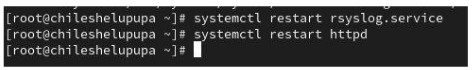 [root@chileshelupupa ~]# systemctl restart rsyslog.service
[root@chileshelupupa ~]# systemctl restart httpd
[root@chileshelupupa ~]#